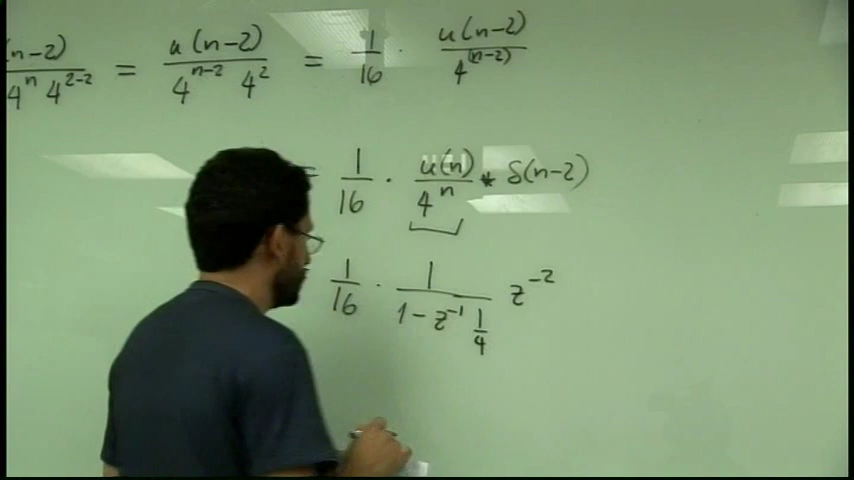 (n-2) / 4^n 4^{2-2} = u(n-2) / 4^{n-2} 4^2 = 1/16 · u(n-2) / 4^{(n-2)}
= 1/16 · u(n) / 4^n * δ(n-2)
1/16 · 1 / (1 - z^{-1} 1/4) z^{-2}